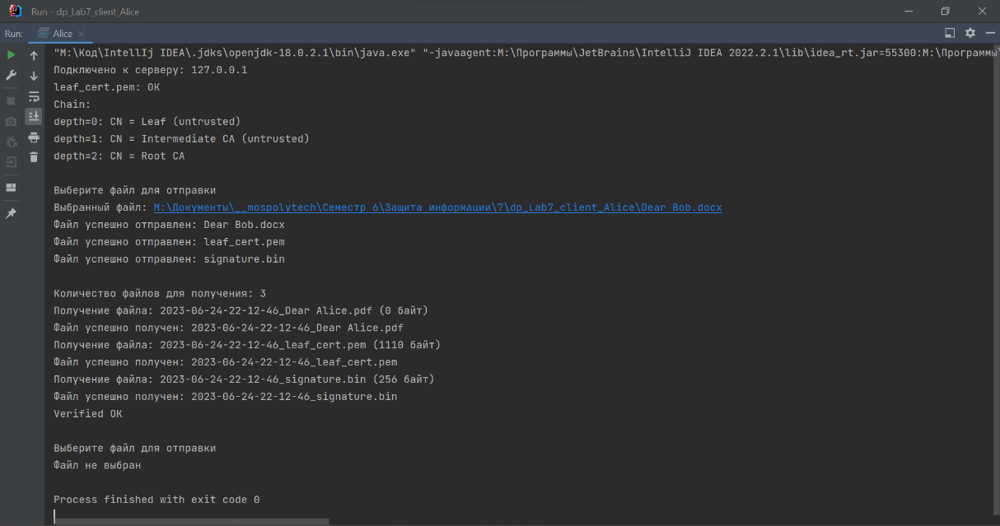 Run - dp_Lab7_client_Alice
Run: Alice
"M:\Код\IntellIj IDEA\.jdks\openjdk-18.0.2.1\bin\java.exe" "-javaagent:M:\Программы\JetBrains\IntelliJ IDEA 2022.2.1\lib\idea_rt.jar=55300:M:\Программы\
Подключено к серверу: 127.0.0.1
leaf_cert.pem: OK
Chain:
depth=0: CN = Leaf (untrusted)
depth=1: CN = Intermediate CA (untrusted)
depth=2: CN = Root CA
Выберите файл для отправки
Выбранный файл: M:\Документы\__mospolytech\Семестр 6\Защита информации\7\dp_Lab7_client_Alice\Dear Bob.docx
Файл успешно отправлен: Dear Bob.docx
Файл успешно отправлен: leaf_cert.pem
Файл успешно отправлен: signature.bin
Количество файлов для получения: 3
Получение файла: 2023-06-24-22-12-46_Dear Alice.pdf (0 байт)
Файл успешно получен: 2023-06-24-22-12-46_Dear Alice.pdf
Получение файла: 2023-06-24-22-12-46_leaf_cert.pem (1110 байт)
Файл успешно получен: 2023-06-24-22-12-46_leaf_cert.pem
Получение файла: 2023-06-24-22-12-46_signature.bin (256 байт)
Файл успешно получен: 2023-06-24-22-12-46_signature.bin
Verified OK
Выберите файл для отправки
Файл не выбран
Process finished with exit code 0